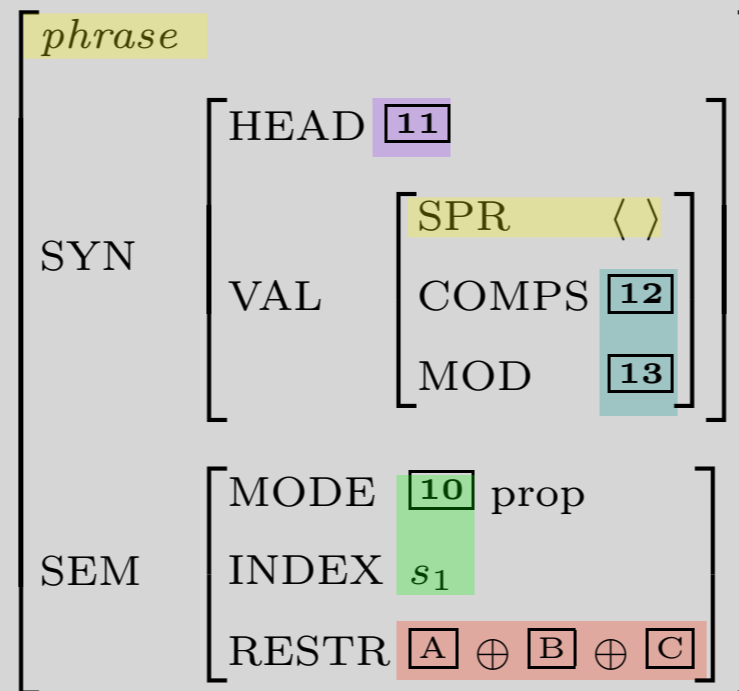 phrase
HEAD 11
SPR ⟨ ⟩
SYN
VAL
COMPS 12
MOD 13
MODE 10 prop
SEM
INDEX s₁
RESTR A ⊕ B ⊕ C